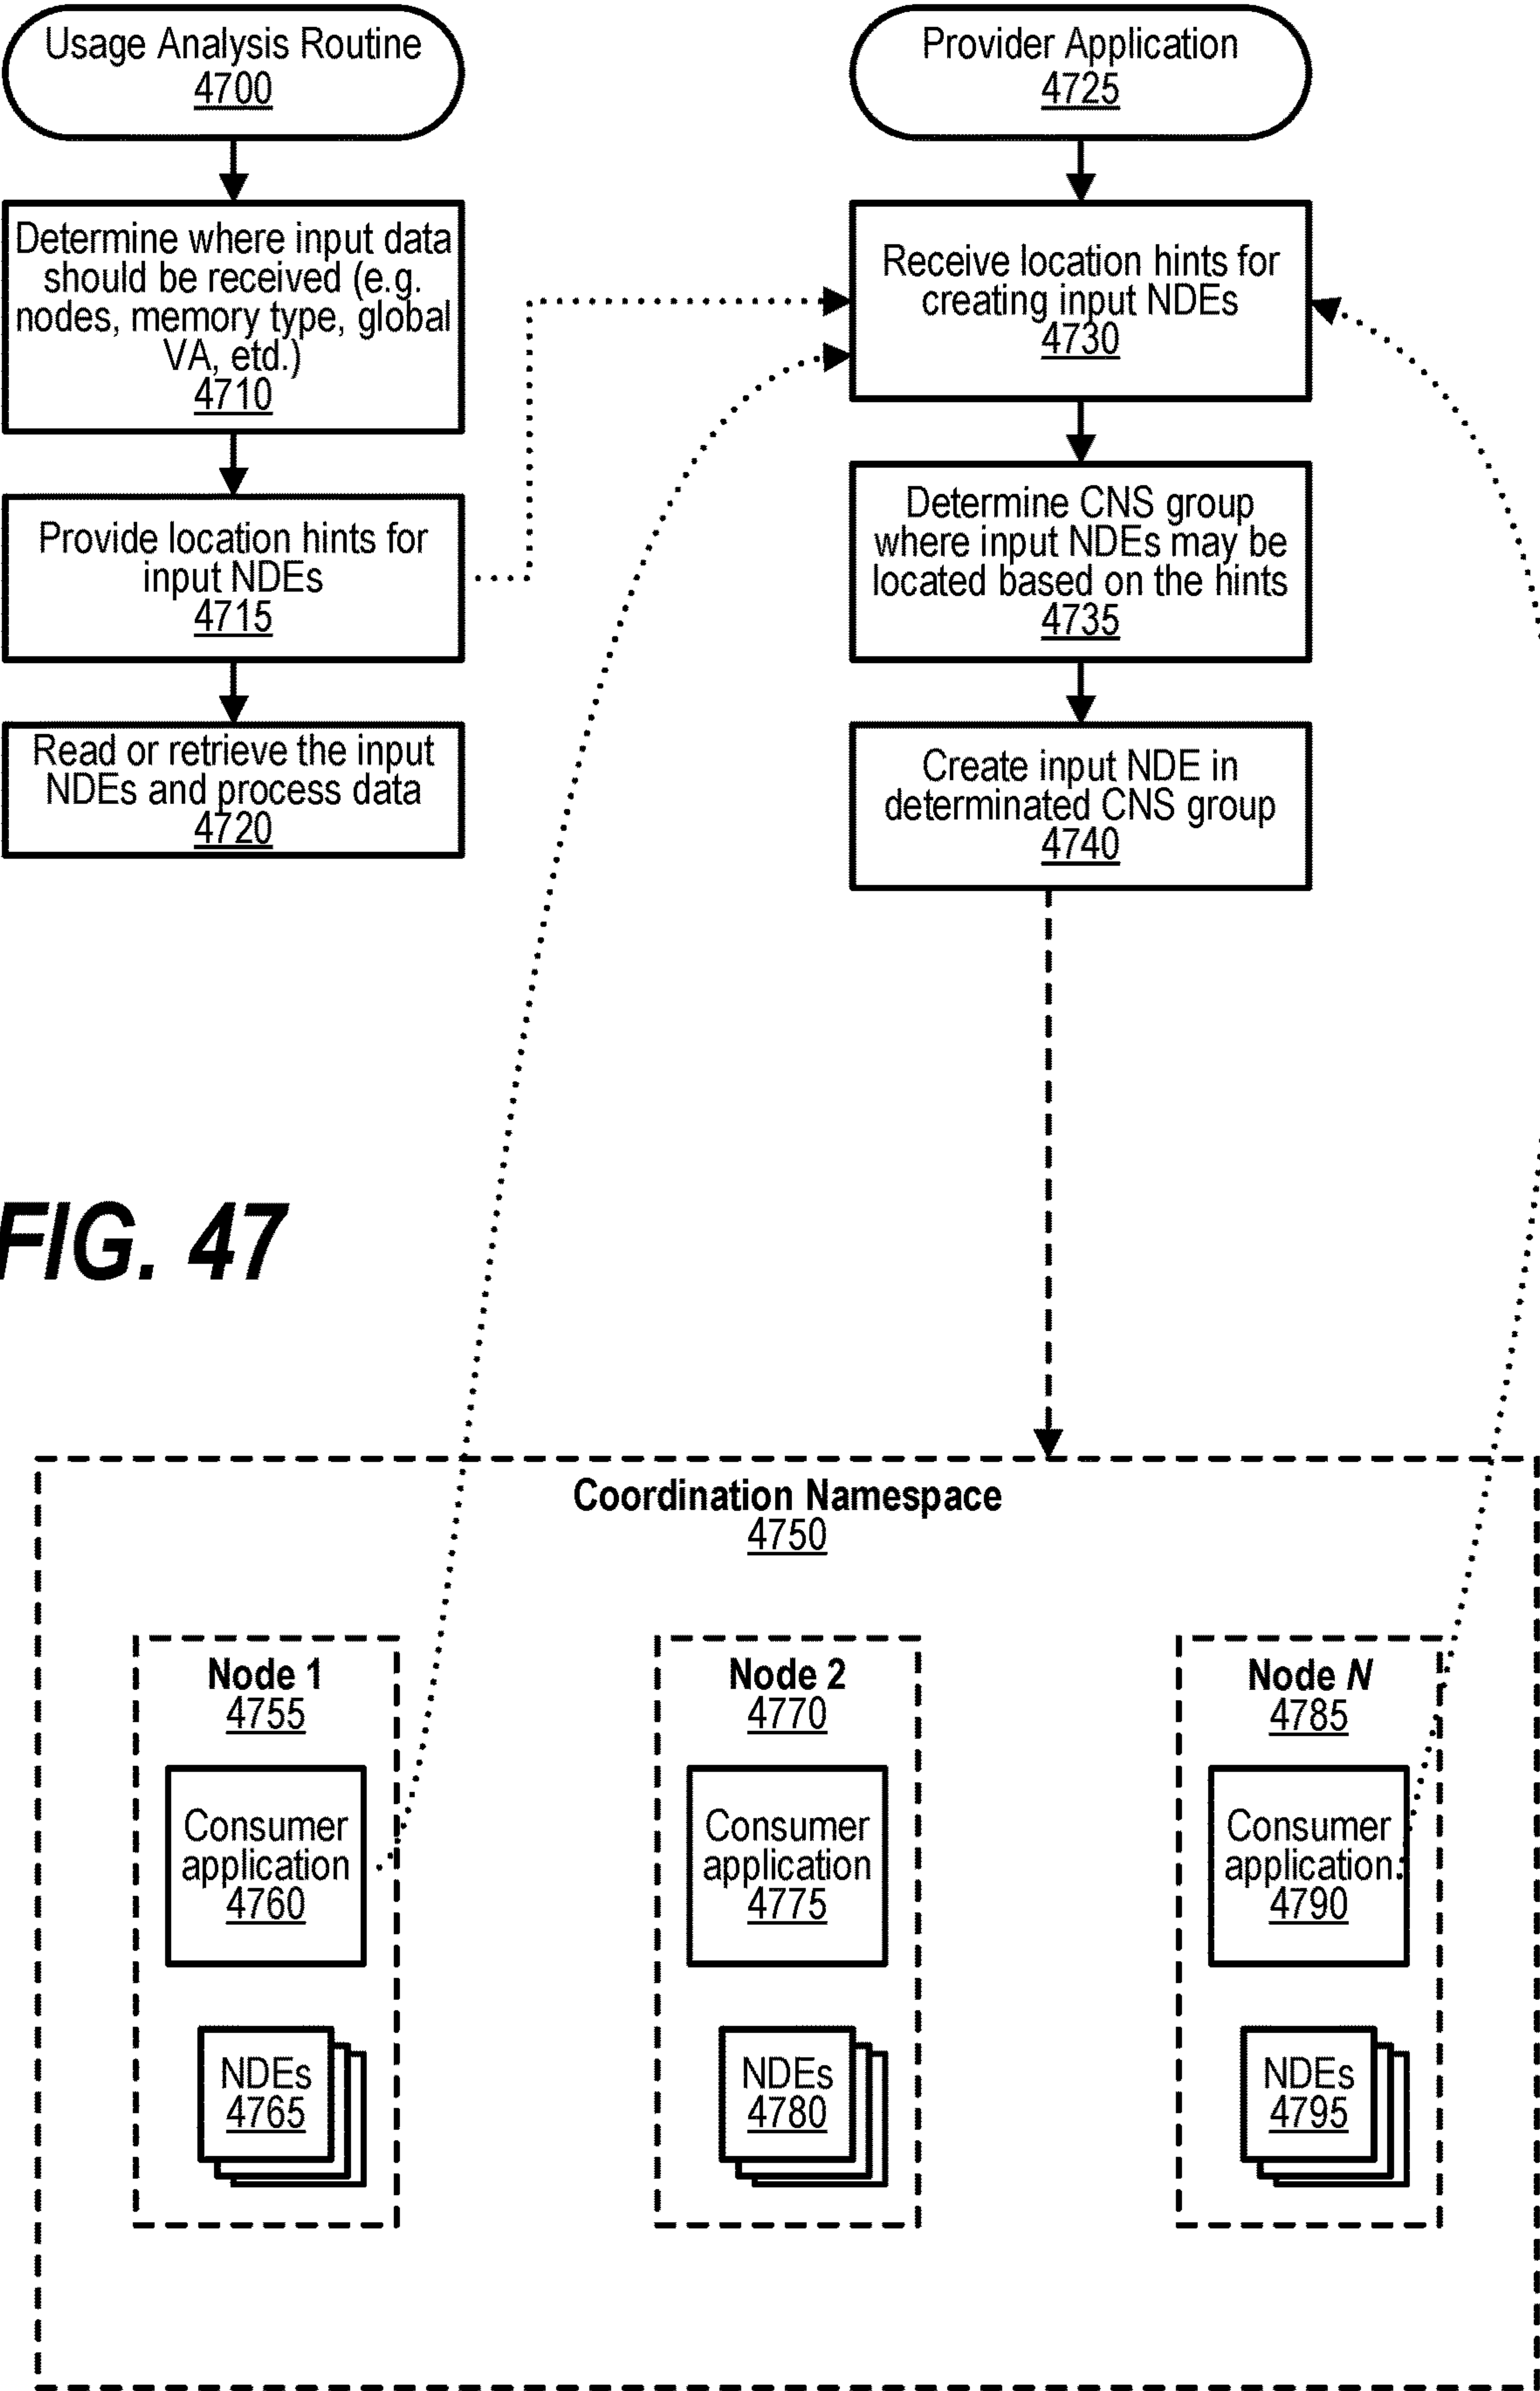 Usage Analysis Routine
4700
Determine where input data
should be received (e.g.
nodes, memory type, global
VA, etd.)
4710
Provide location hints for
input NDEs
4715
Read or retrieve the input
NDEs and process data
4720
Provider Application
4725
Receive location hints for
creating input NDEs
4730
Determine CNS group
where input NDEs may be
located based on the hints
4735
Create input NDE in
determinated CNS group
4740
FIG. 47
Coordination Namespace
4750
Node 1
4755
Consumer
application
4760
NDEs
4765
Node 2
4770
Consumer
application
4775
NDEs
4780
Node N
4785
Consumer
application
4790
NDEs
4795